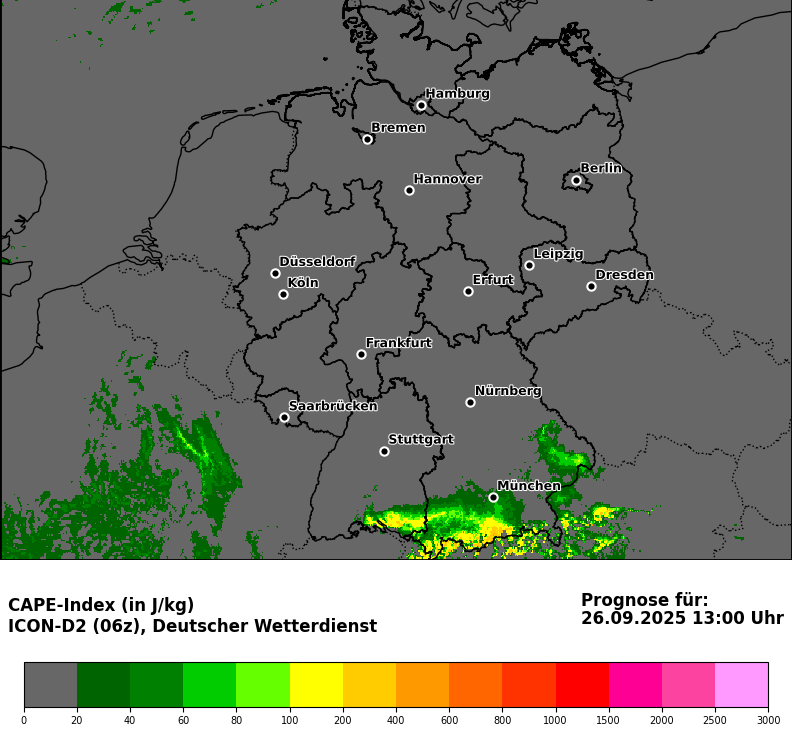 Hamburg
Bremen
Berlin
Hannover
Leipzig
Düsseldorf
Dresden
Köln
Erfurt
Frankfurt
Nürnberg
Saarbrücken
Stuttgart
München
CAPE-Index (in J/kg)
ICON-D2 (06z), Deutscher Wetterdienst
Prognose für:
26.09.2025 13:00 Uhr
0 20 40 60 80 100 200 400 600 800 1000 1500 2000 2500 3000